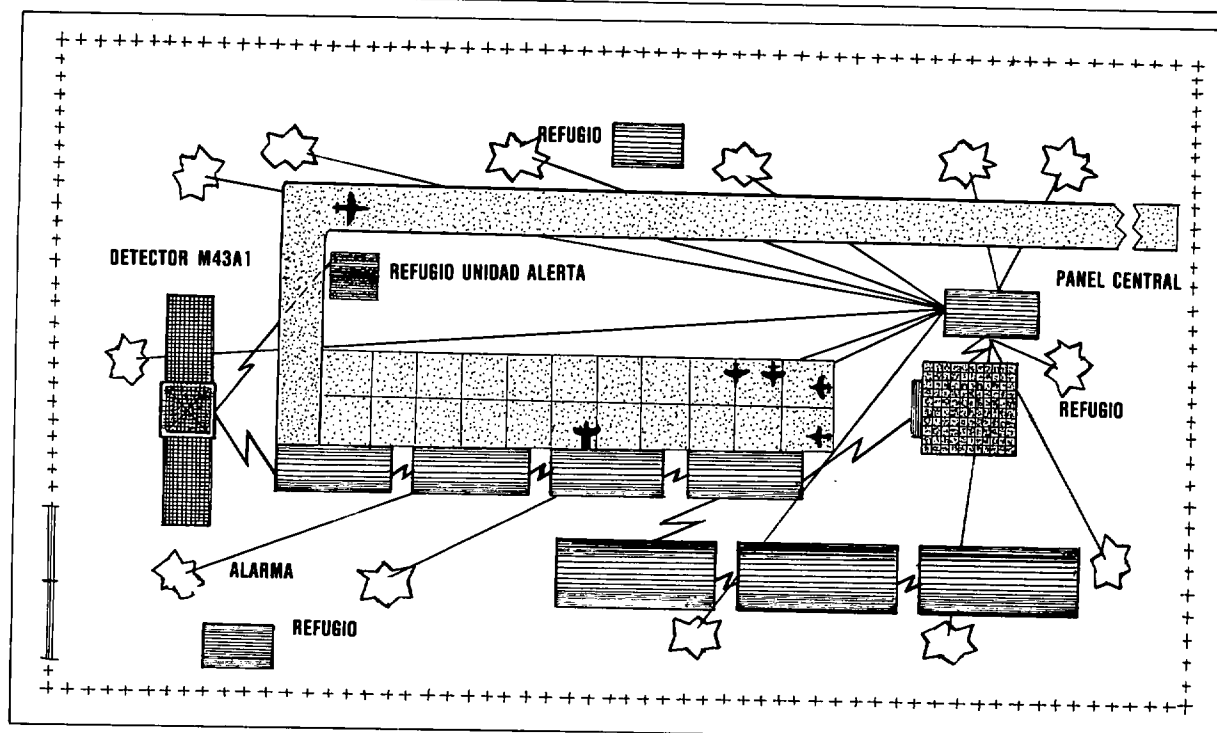 REFUGIO
DETECTOR M43A1
REFUGIO UNIDAD ALERTA
PANEL CENTRAL
REFUGIO
ALARMA
REFUGIO